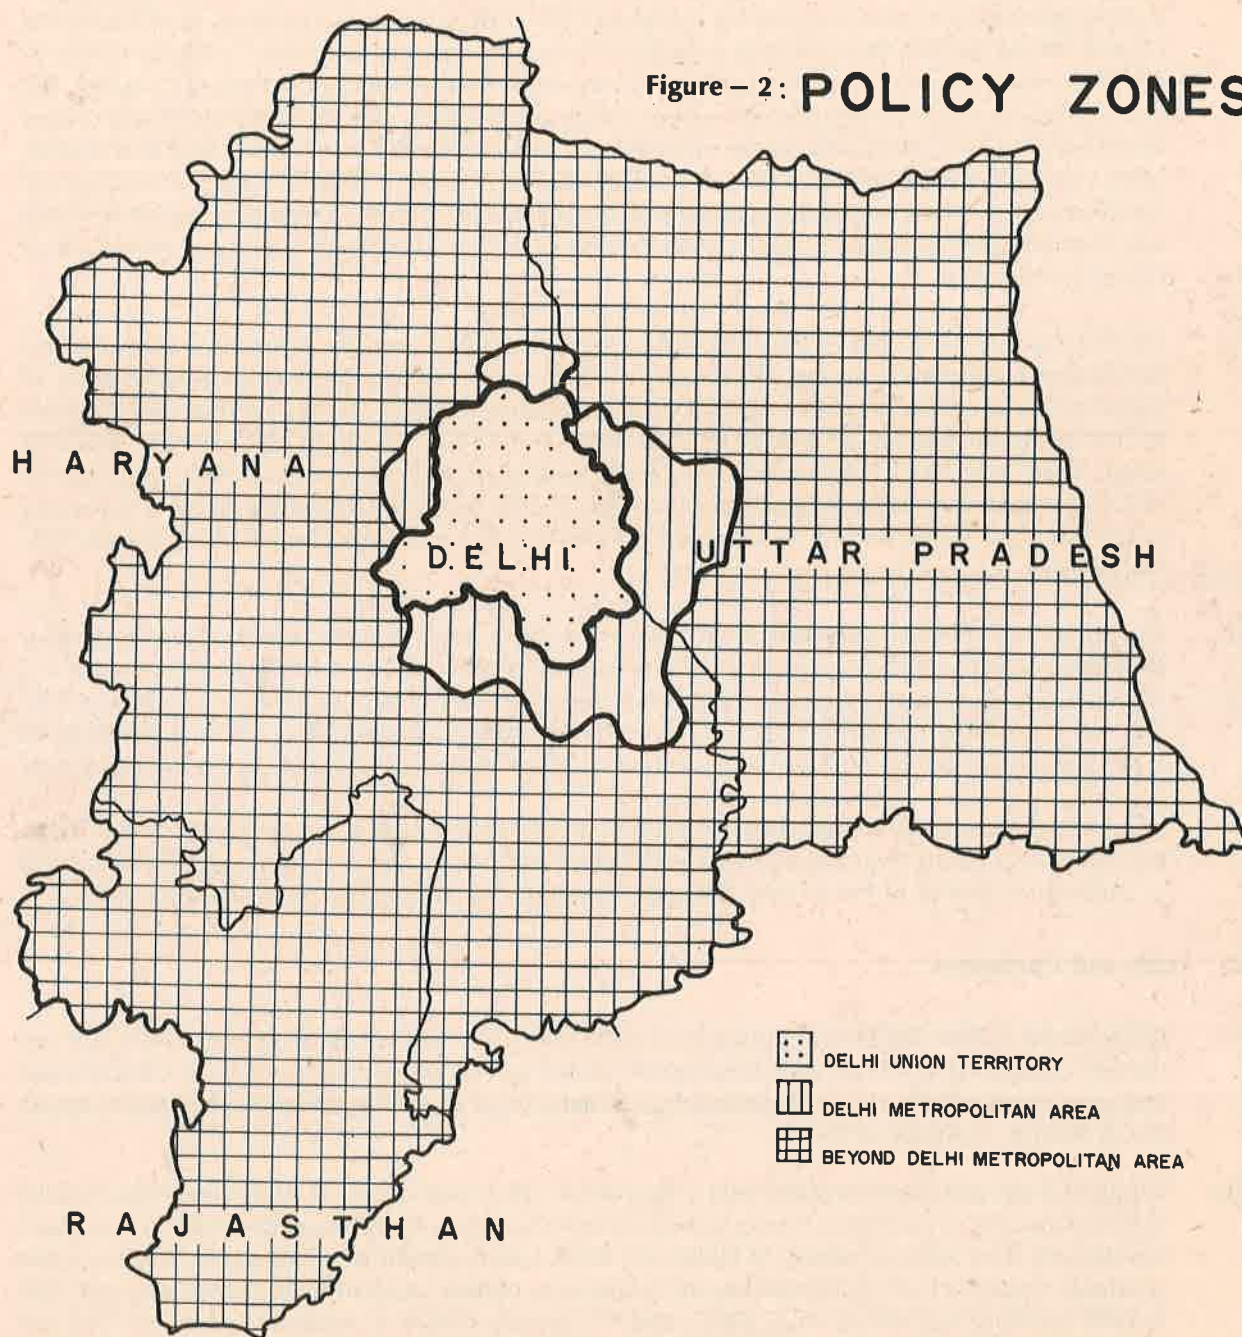 Figure – 2: POLICY ZONES
HARYANA
DELHI
UTTAR PRADESH
DELHI UNION TERRITORY
DELHI METROPOLITAN AREA
BEYOND DELHI METROPOLITAN AREA
RAJASTHAN